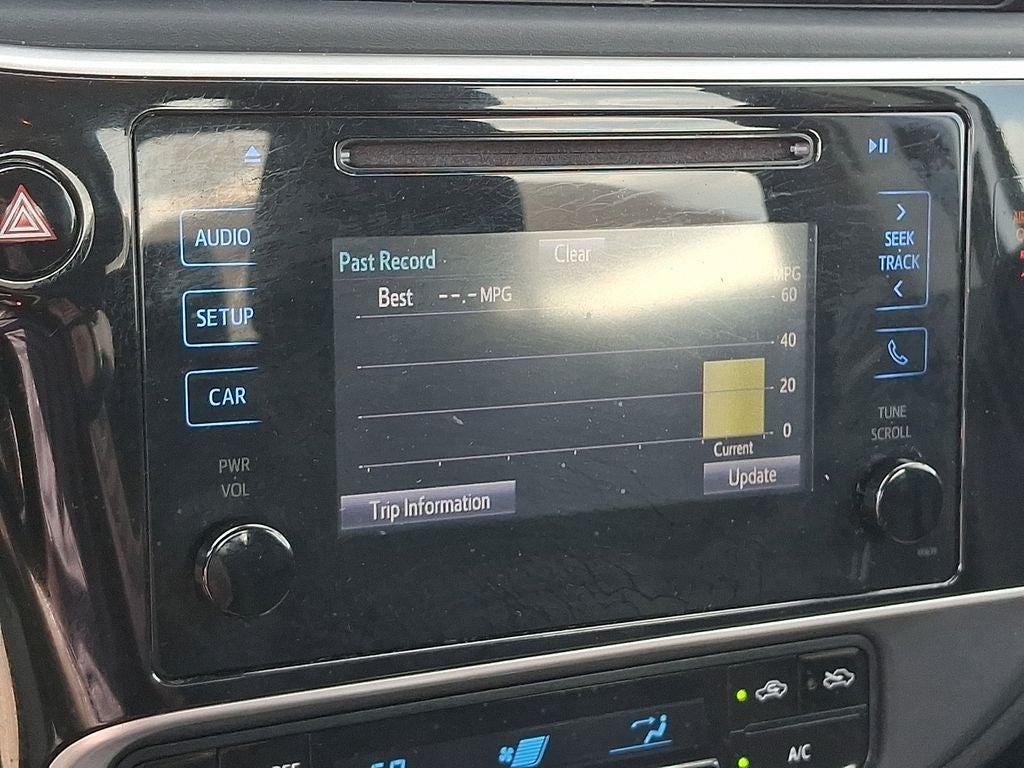 AUDIO
SETUP
CAR
PWR
VOL
Past Record
Clear
Best --.- MPG
MPG
60
40
20
0
Current
Update
Trip Information
SEEK
TRACK
TUNE
SCROLL
A/C